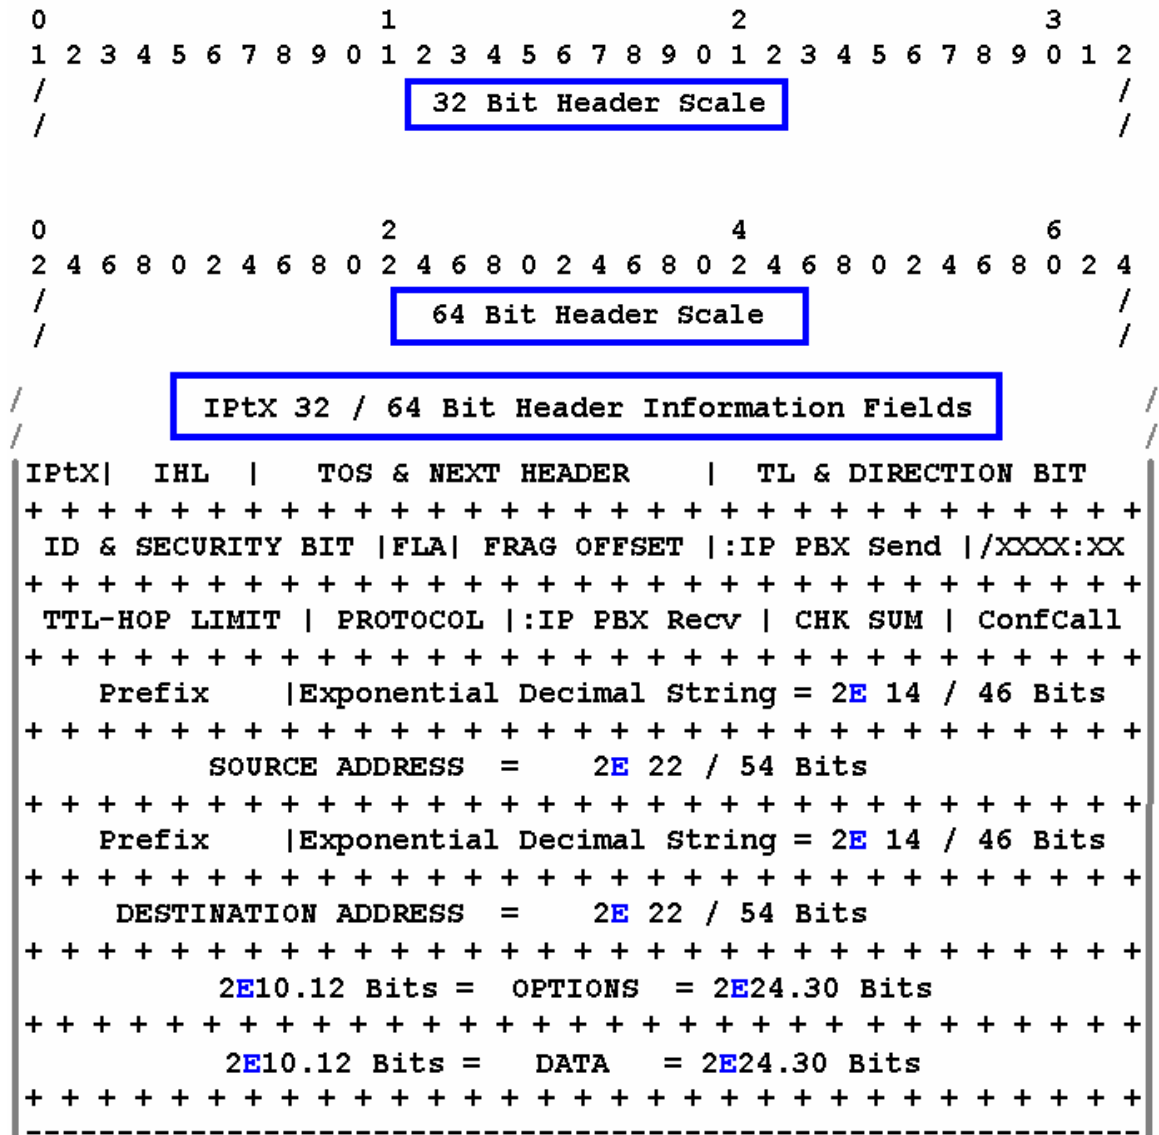 0 1 2 3
1 2 3 4 5 6 7 8 9 0 1 2 3 4 5 6 7 8 9 0 1 2 3 4 5 6 7 8 9 0 1 2
/ 32 Bit Header Scale /
/ /
0 2 4 6
2 4 6 8 0 2 4 6 8 0 2 4 6 8 0 2 4 6 8 0 2 4 6 8 0 2 4 6 8 0 2 4
/ 64 Bit Header Scale /
/ /
/ IPtX 32 / 64 Bit Header Information Fields /
/ /
IPtX| IHL | TOS & NEXT HEADER | TL & DIRECTION BIT
+ + + + + + + + + + + + + + + + + + + + + + + + + + + + + + +
ID & SECURITY BIT |FLA| FRAG OFFSET |:IP PBX Send |/XXXX:XX
+ + + + + + + + + + + + + + + + + + + + + + + + + + + + + + +
TTL-HOP LIMIT | PROTOCOL |:IP PBX Recv | CHK SUM | ConfCall
+ + + + + + + + + + + + + + + + + + + + + + + + + + + + + + +
Prefix |Exponential Decimal String = 2E 14 / 46 Bits
+ + + + + + + + + + + + + + + + + + + + + + + + + + + + + + +
SOURCE ADDRESS = 2E 22 / 54 Bits
+ + + + + + + + + + + + + + + + + + + + + + + + + + + + + + +
Prefix |Exponential Decimal String = 2E 14 / 46 Bits
+ + + + + + + + + + + + + + + + + + + + + + + + + + + + + + +
DESTINATION ADDRESS = 2E 22 / 54 Bits
+ + + + + + + + + + + + + + + + + + + + + + + + + + + + + + +
2E10.12 Bits = OPTIONS = 2E24.30 Bits
+ + + + + + + + + + + + + + + + + + + + + + + + + + + + + + +
2E10.12 Bits = DATA = 2E24.30 Bits
+ + + + + + + + + + + + + + + + + + + + + + + + + + + + + + +
-------------------------------------------------------------